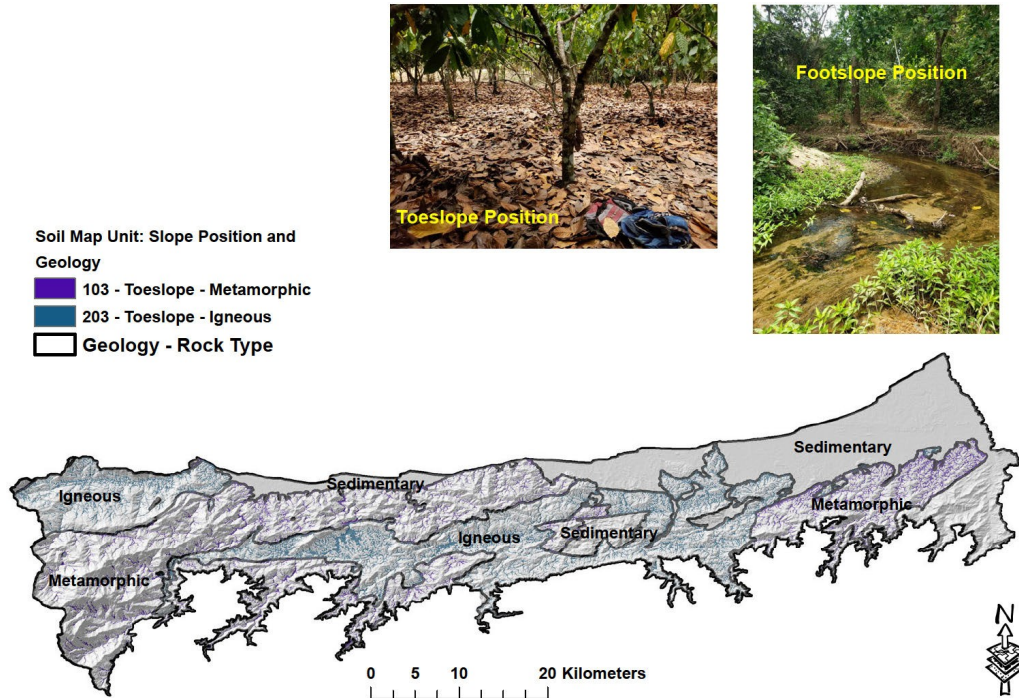 Toeslope Position
Footslope Position
Soil Map Unit: Slope Position and
Geology
103 - Toeslope - Metamorphic
203 - Toeslope - Igneous
Geology - Rock Type
Sedimentary
Igneous
Sedimentary
Metamorphic
Igneous
Sedimentary
Metamorphic
N
0 5 10 20 Kilometers